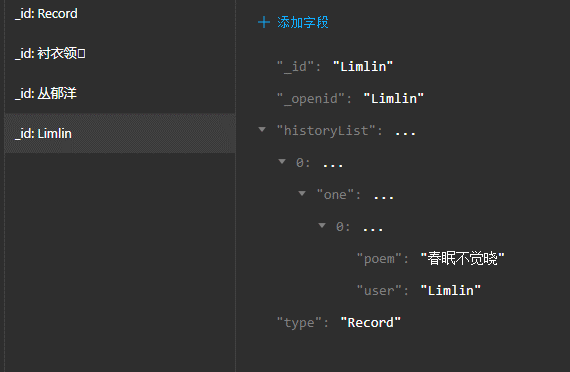 _id: Record
_id: 衬衣领
_id: 丛郁洋
_id: Limlin
添加字段
"_id": "Limlin"
"_openid": "Limlin"
"historyList": ...
0: ...
"one": ...
0: ...
"poem": "春眠不觉晓"
"user": "Limlin"
"type": "Record"